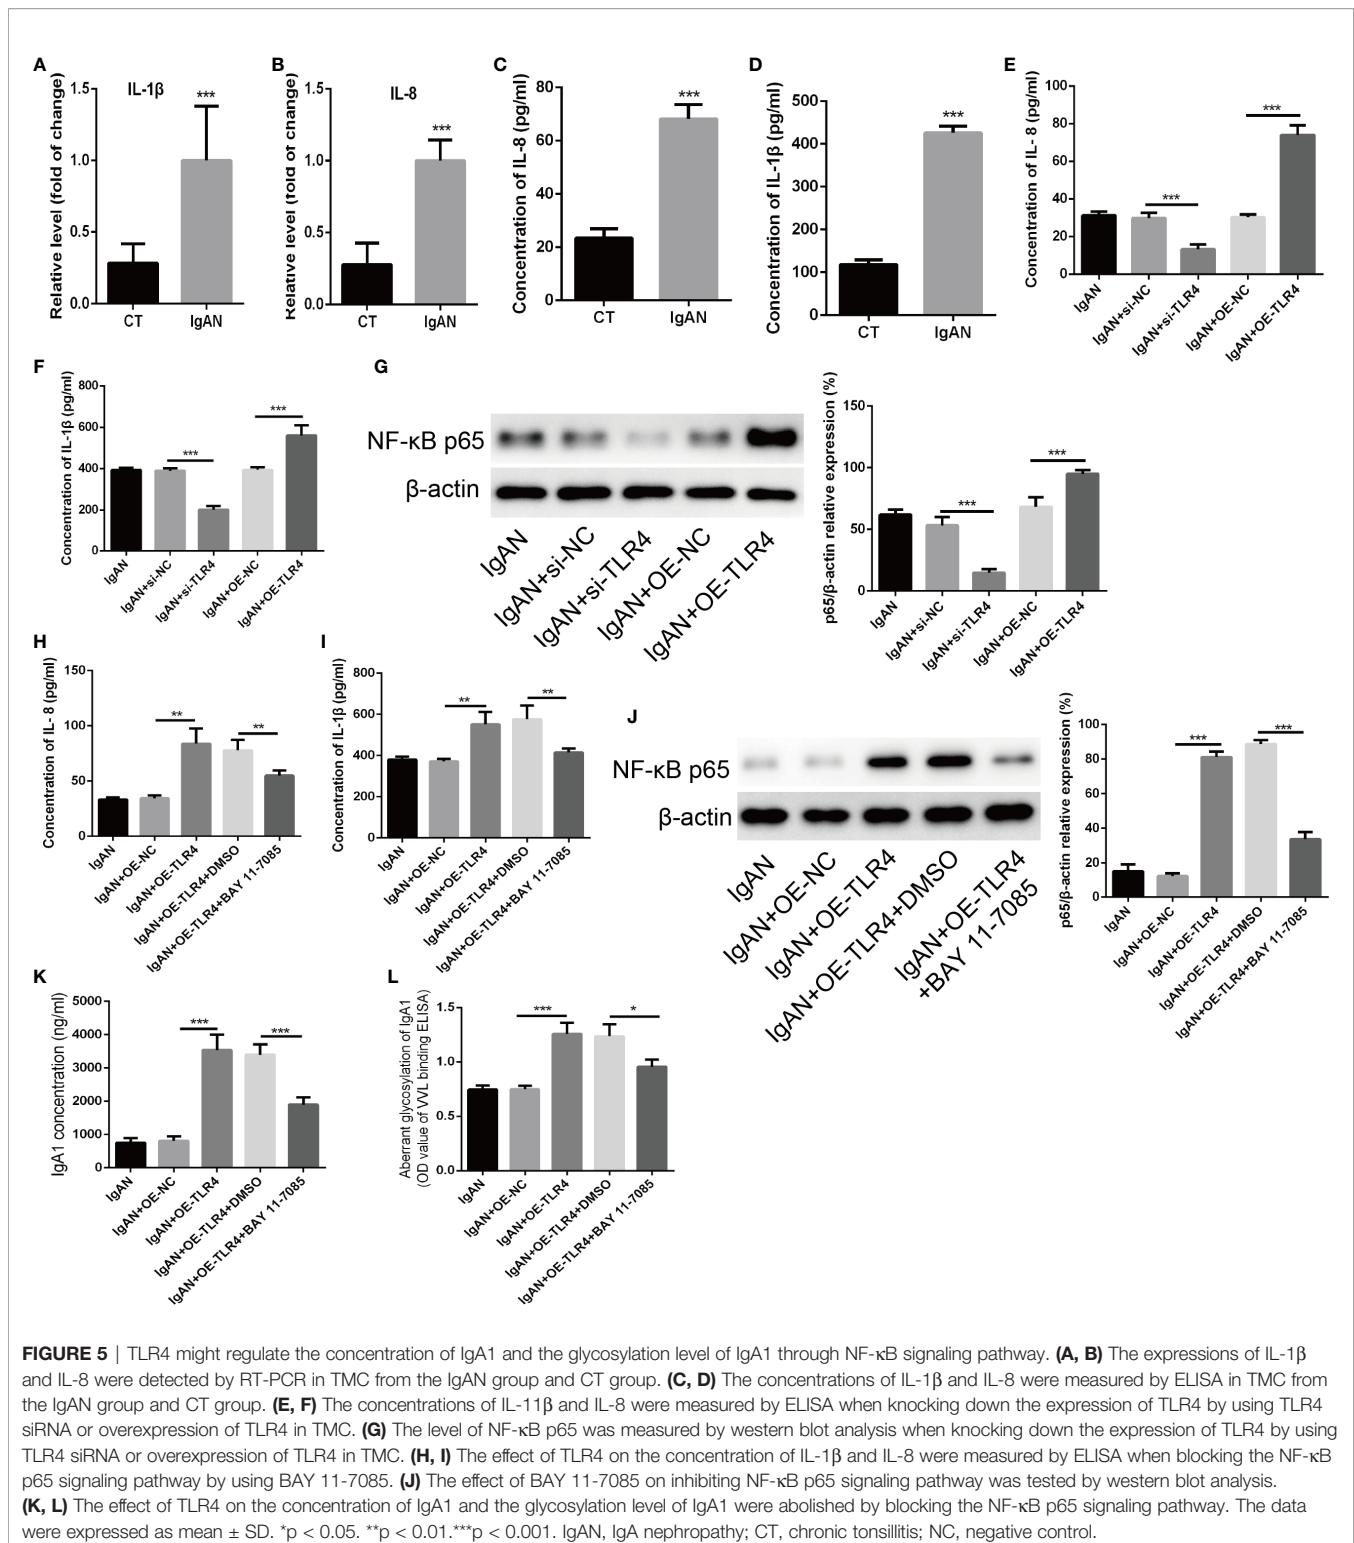 A
B
C
D
E
Relative level (fold of change)
IL-1β
***
1.5
1.0
0.5
0.0
CT
IgAN
Relative level (fold of change)
IL-8
***
1.5
1.0
0.5
0.0
CT
IgAN
Concentration of IL-8 (pg/ml)
***
80
60
40
20
0
CT
IgAN
Concentration of IL-1β (pg/ml)
***
500
400
300
200
100
0
CT
IgAN
Concentration of IL- 8 (pg/ml)
***
***
100
80
60
40
20
0
IgAN
IgAN+si-NC
IgAN+si-TLR4
IgAN+OE-NC
IgAN+OE-TLR4
F
Concentration of IL-1β (pg/ml)
***
***
800
600
400
200
0
IgAN
IgAN+si-NC
IgAN+si-TLR4
IgAN+OE-NC
IgAN+OE-TLR4
G
NF-κB p65
β-actin
IgAN
IgAN+si-NC
IgAN+si-TLR4
IgAN+OE-NC
IgAN+OE-TLR4
p65/β-actin relative expression (%)
***
***
150
100
50
0
IgAN
IgAN+si-NC
IgAN+si-TLR4
IgAN+OE-NC
IgAN+OE-TLR4
H
Concentration of IL- 8 (pg/ml)
**
**
150
100
50
0
IgAN
IgAN+OE-NC
IgAN+OE-TLR4
IgAN+OE-TLR4+DMSO
IgAN+OE-TLR4+BAY 11-7085
I
Concentration of IL-1β (pg/ml)
**
**
800
600
400
200
0
IgAN
IgAN+OE-NC
IgAN+OE-TLR4
IgAN+OE-TLR4+DMSO
IgAN+OE-TLR4+BAY 11-7085
J
NF-κB p65
β-actin
IgAN
IgAN+OE-NC
IgAN+OE-TLR4
IgAN+OE-TLR4+DMSO
IgAN+OE-TLR4
+BAY 11-7085
p65/β-actin relative expression (%)
***
***
100
80
60
40
20
0
IgAN
IgAN+OE-NC
IgAN+OE-TLR4
IgAN+OE-TLR4+DMSO
IgAN+OE-TLR4+BAY 11-7085
K
IgA1 concentration (ng/ml)
***
***
5000
4000
3000
2000
1000
0
IgAN
IgAN+OE-NC
IgAN+OE-TLR4
IgAN+OE-TLR4+DMSO
IgAN+OE-TLR4+BAY 11-7085
L
Aberrant glycosylation of IgA1
(OD value of VVL binding ELISA)
***
*
1.5
1.0
0.5
0.0
IgAN
IgAN+OE-NC
IgAN+OE-TLR4
IgAN+OE-TLR4+DMSO
IgAN+OE-TLR4+BAY 11-7085
FIGURE 5 | TLR4 might regulate the concentration of IgA1 and the glycosylation level of IgA1 through NF-κB signaling pathway. (A, B) The expressions of IL-1β
and IL-8 were detected by RT-PCR in TMC from the IgAN group and CT group. (C, D) The concentrations of IL-1β and IL-8 were measured by ELISA in TMC from
the IgAN group and CT group. (E, F) The concentrations of IL-11β and IL-8 were measured by ELISA when knocking down the expression of TLR4 by using TLR4
siRNA or overexpression of TLR4 in TMC. (G) The level of NF-κB p65 was measured by western blot analysis when knocking down the expression of TLR4 by using
TLR4 siRNA or overexpression of TLR4 in TMC. (H, I) The effect of TLR4 on the concentration of IL-1β and IL-8 were measured by ELISA when blocking the NF-κB
p65 signaling pathway by using BAY 11-7085. (J) The effect of BAY 11-7085 on inhibiting NF-κB p65 signaling pathway was tested by western blot analysis.
(K, L) The effect of TLR4 on the concentration of IgA1 and the glycosylation level of IgA1 were abolished by blocking the NF-κB p65 signaling pathway. The data
were expressed as mean ± SD. *p < 0.05. **p < 0.01.***p < 0.001. IgAN, IgA nephropathy; CT, chronic tonsillitis; NC, negative control.